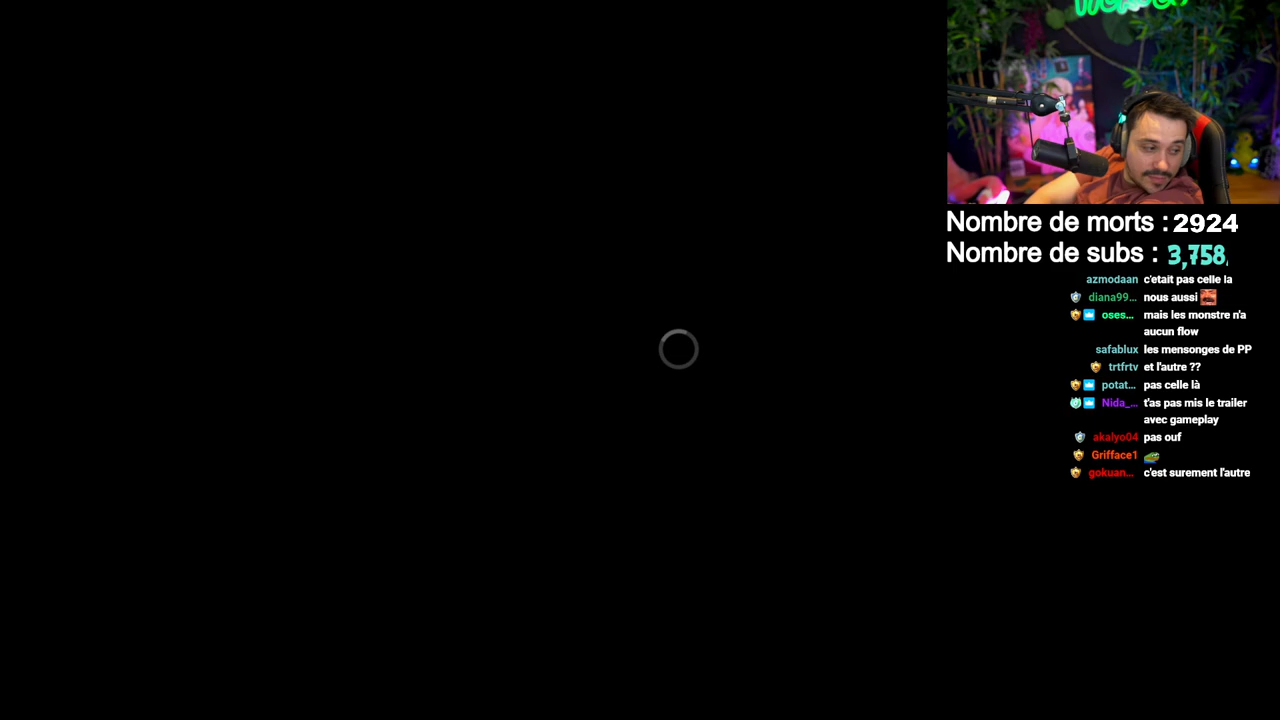 Nombre de morts : 2924
Nombre de subs : 3,758
azmodaan c'etait pas celle la
diana99... nous aussi
oses... mais les monstre n'a
aucun flow
safablux les mensonges de PP
trtfrtv et l'autre ??
potat... pas celle là
Nida_... t'as pas mis le trailer
avec gameplay
akalyo04 pas ouf
Grifface1
gokuan... c'est surement l'autre